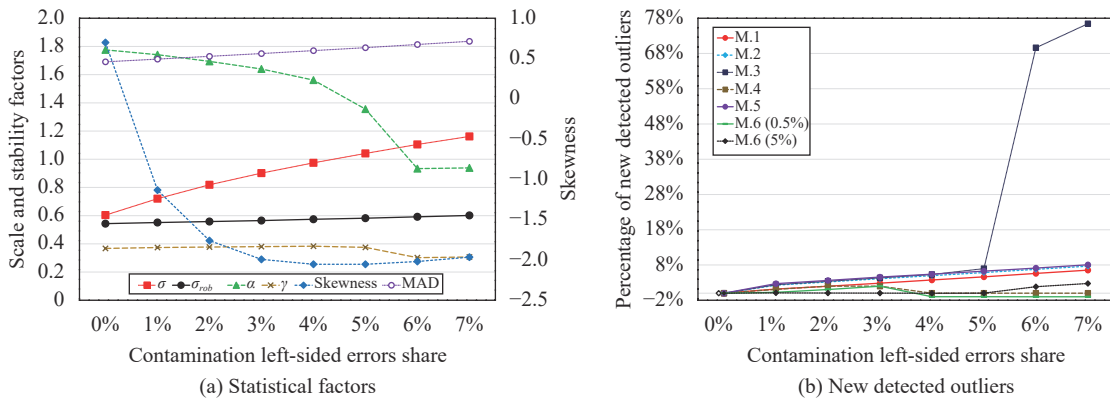 2.0
1.8
1.6
1.4
1.2
1.0
0.8
0.6
0.4
0.2
0
Scale and stability factors
1.0
0.5
0
−0.5
−1.0
−1.5
−2.0
−2.5
Skewness
σ σrob α γ Skewness MAD
0% 1% 2% 3% 4% 5% 6% 7%
Contamination left-sided errors share
(a) Statistical factors
78%
68%
58%
48%
38%
28%
18%
8%
−2%
Percentage of new detected outliers
M.1
M.2
M.3
M.4
M.5
M.6 (0.5%)
M.6 (5%)
0% 1% 2% 3% 4% 5% 6% 7%
Contamination left-sided errors share
(b) New detected outliers